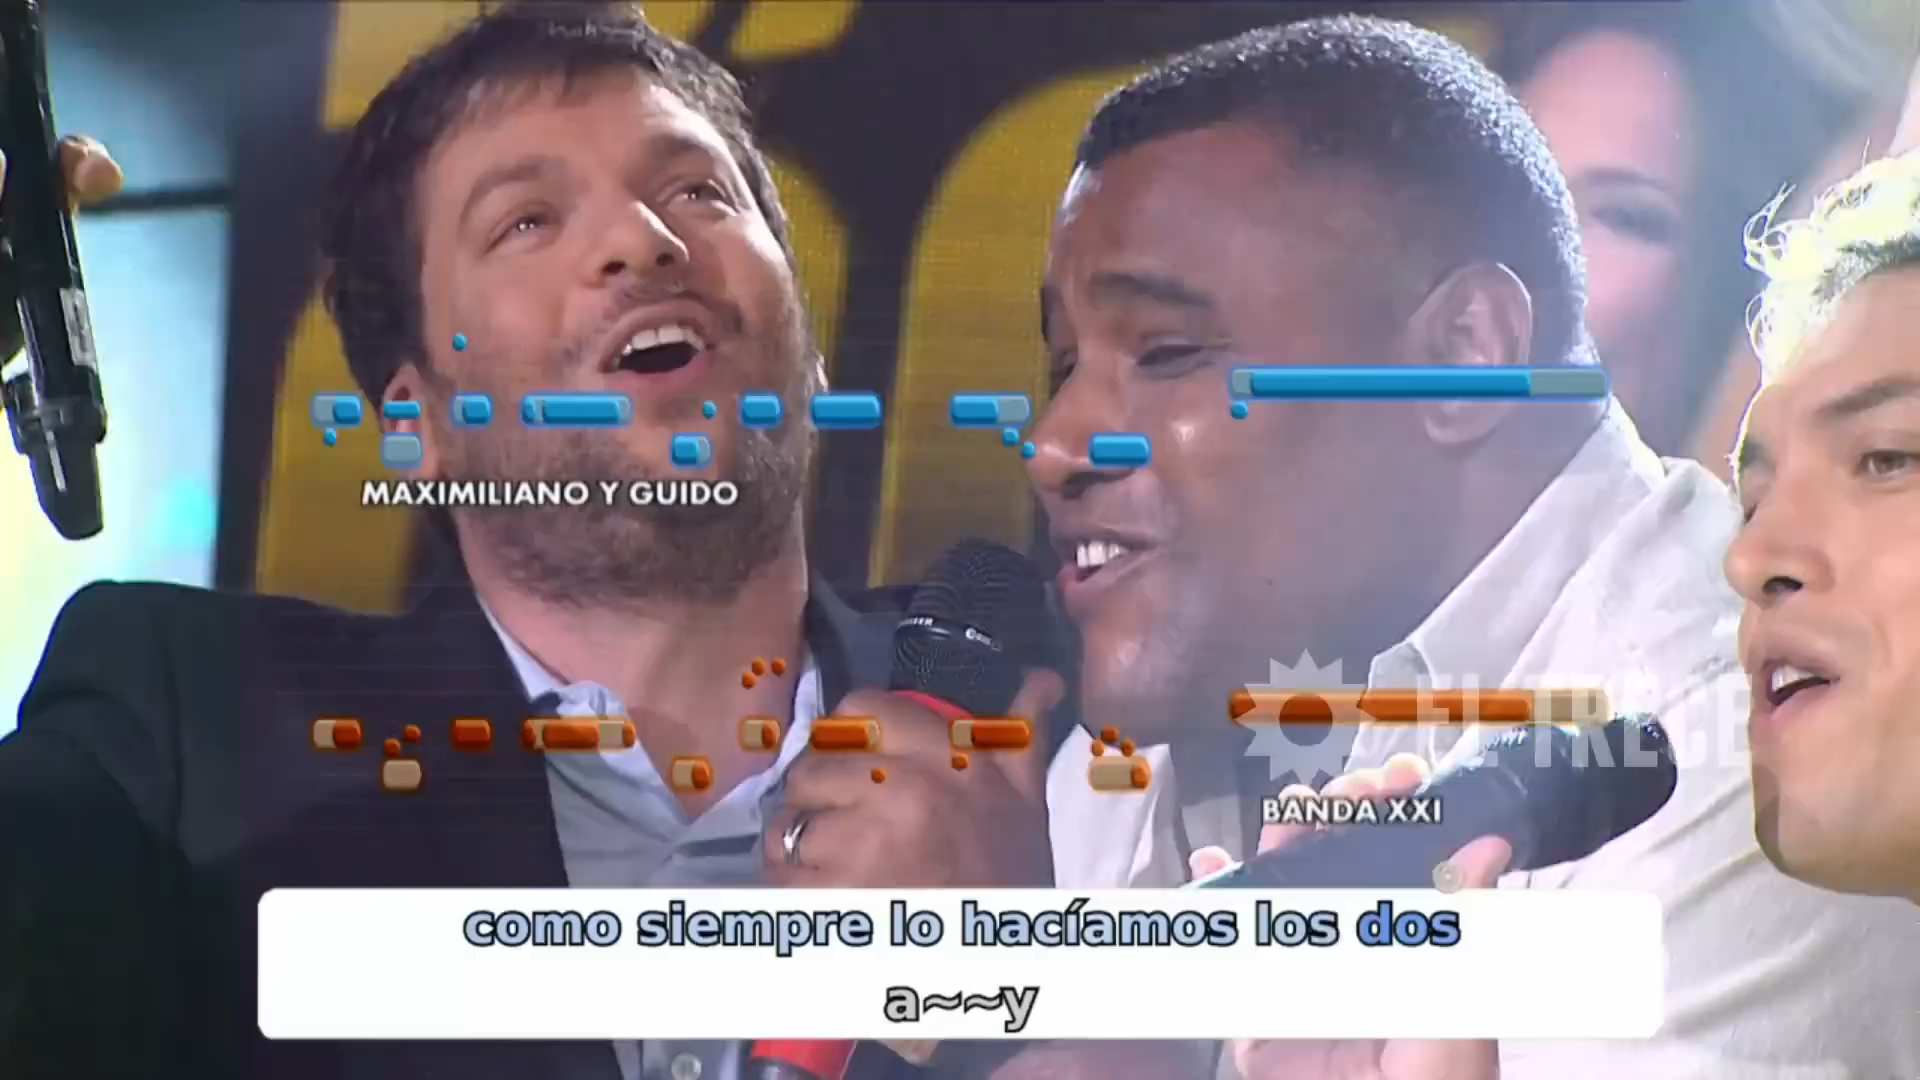 MAXIMILIANO Y GUIDO
EL TRECE
BANDA XXI
como siempre lo hacíamos los dos
a~~y